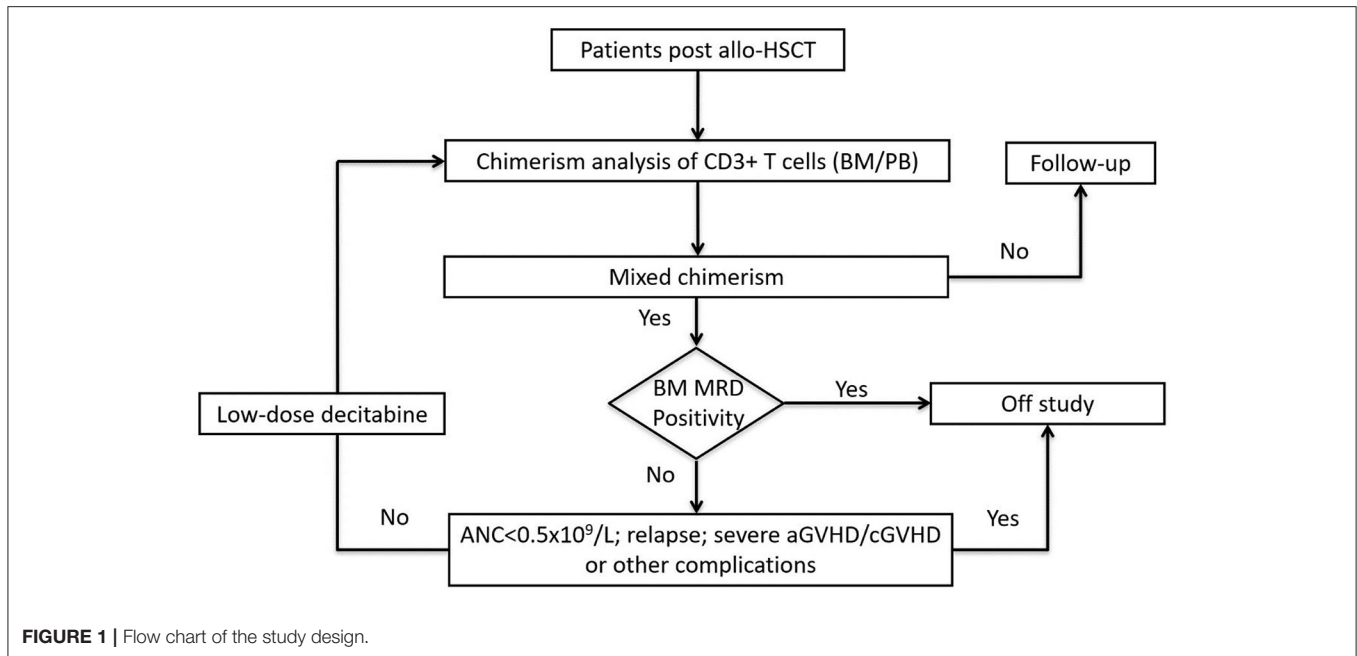 Patients post allo-HSCT
Chimerism analysis of CD3+ T cells (BM/PB)
Follow-up
No
Mixed chimerism
Yes
BM MRD
Positivity
Yes
Off study
Low-dose decitabine
No
No
ANC<0.5x10⁹/L; relapse; severe aGVHD/cGVHD
or other complications
Yes
FIGURE 1 | Flow chart of the study design.